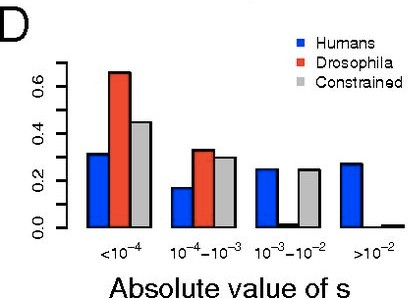 D
Humans
Drosophila
Constrained
0.6
0.4
0.2
0.0
<10⁻⁴
10⁻⁴–10⁻³
10⁻³–10⁻²
>10⁻²
Absolute value of s